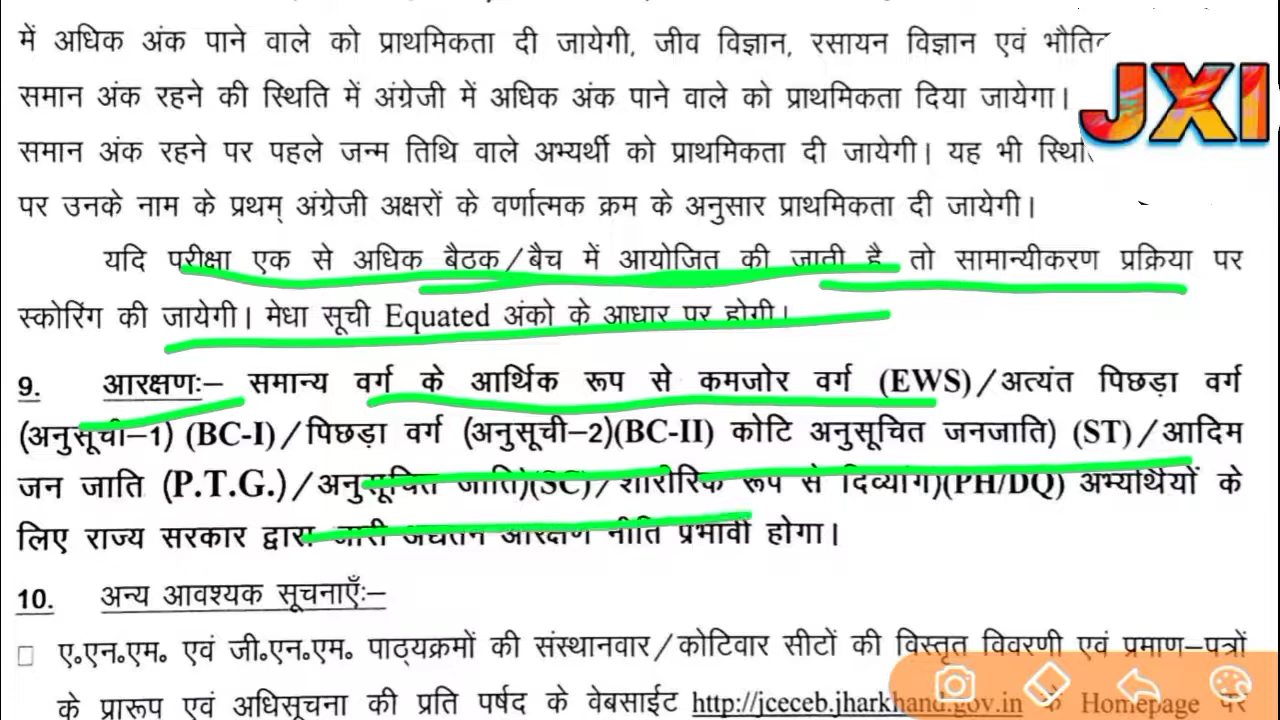 में अधिक अंक पाने वाले को प्राथमिकता दी जायेगी, जीव विज्ञान, रसायन विज्ञान एवं
समान अंक रहने की स्थिति में अंग्रेजी में अधिक अंक पाने वाले को प्राथमिकता दिया जायेगा।
समान अंक रहने पर पहले जन्म तिथि वाले अभ्यर्थी को प्राथमिकता दी जायेगी। यह भी
पर उनके नाम के प्रथम् अंग्रेजी अक्षरों के वर्णात्मक क्रम के अनुसार प्राथमिकता दी जायेगी।
JXI
यदि परीक्षा एक से अधिक बैठक/बैच में आयोजित की जाती है तो सामान्यीकरण प्रक्रिया पर
स्कोरिंग की जायेगी। मेधा सूची Equated अंको के आधार पर होगी।
9. आरक्षणः– समान्य वर्ग के आर्थिक रूप से कमजोर वर्ग (EWS)/अत्यंत पिछड़ा वर्ग
(अनुसूची–1) (BC-I)/पिछड़ा वर्ग (अनुसूची–2)(BC-II) कोटि अनुसूचित जनजाति) (ST)/आदिम
जन जाति (P.T.G.)/अनुसूचित जाति)(SC)/शारीरिक रूप से दिव्यांग)(PH/DQ) अभ्यर्थियों के
लिए राज्य सरकार द्वारा जारी अद्यतन आरक्षण नीति प्रभावी होगा।
10. अन्य आवश्यक सूचनाएँः–
ए०एन०एम० एवं जी०एन०एम० पाठ्यक्रमों की संस्थानवार/कोटिवार सीटों की विस्तृत विवरणी एवं प्रमाण–पत्रों
के प्रारूप एवं अधिसूचना की प्रति पर्षद के वेबसाईट http://jceceb.jharkhand.gov.in के Homepage पर